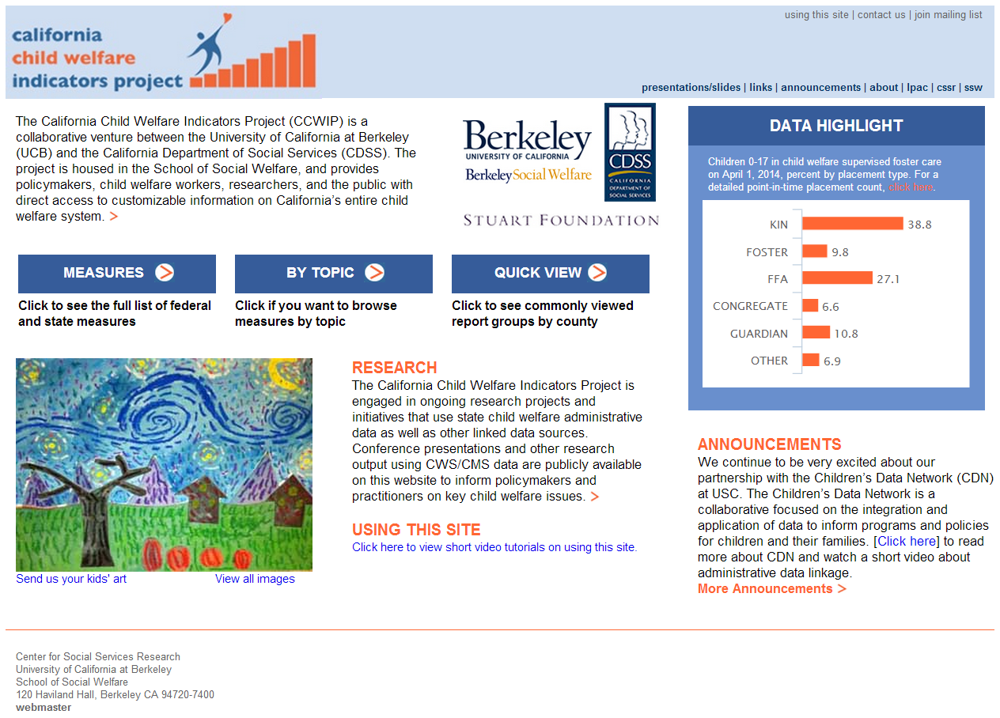 using this site | contact us | join mailing list
california
child welfare
indicators project
presentations/slides | links | announcements | about | lpac | cssr | ssw
The California Child Welfare Indicators Project (CCWIP) is a
collaborative venture between the University of California at Berkeley
(UCB) and the California Department of Social Services (CDSS). The
project is housed in the School of Social Welfare, and provides
policymakers, child welfare workers, researchers, and the public with
direct access to customizable information on California’s entire child
welfare system. >
Berkeley
UNIVERSITY OF CALIFORNIA
BerkeleySocial Welfare
CDSS
CALIFORNIA
DEPARTMENT OF
SOCIAL SERVICES
STUART FOUNDATION
MEASURES >
Click to see the full list of federal
and state measures
BY TOPIC >
Click if you want to browse
measures by topic
QUICK VIEW >
Click to see commonly viewed
report groups by county
DATA HIGHLIGHT
Children 0-17 in child welfare supervised foster care
on April 1, 2014, percent by placement type. For a
detailed point-in-time placement count, click here.
KIN 38.8
FOSTER 9.8
FFA 27.1
CONGREGATE 6.6
GUARDIAN 10.8
OTHER 6.9
Send us your kids' art
View all images
RESEARCH
The California Child Welfare Indicators Project is
engaged in ongoing research projects and
initiatives that use state child welfare administrative
data as well as other linked data sources.
Conference presentations and other research
output using CWS/CMS data are publicly available
on this website to inform policymakers and
practitioners on key child welfare issues. >
USING THIS SITE
Click here to view short video tutorials on using this site.
ANNOUNCEMENTS
We continue to be very excited about our
partnership with the Children’s Data Network (CDN)
at USC. The Children’s Data Network is a
collaborative focused on the integration and
application of data to inform programs and policies
for children and their families. [Click here] to read
more about CDN and watch a short video about
administrative data linkage.
More Announcements >
Center for Social Services Research
University of California at Berkeley
School of Social Welfare
120 Haviland Hall, Berkeley CA 94720-7400
webmaster